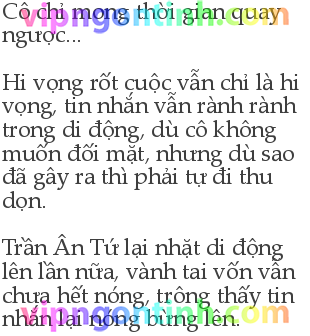 Cô chỉ mong thời gian quay
ngược...
Hi vọng rốt cuộc vẫn chỉ là hi
vọng, tin nhắn vẫn rành rành
trong di động, dù cô không
muốn đối mặt, nhưng dù sao
đã gây ra thì phải tự đi thu
dọn.
Trần Ân Tứ lại nhặt di động
lên lần nữa, vành tai vốn vẫn
chưa hết nóng, trông thấy tin
nhắn lại nóng bừng lên.
vipngontinh.com
vipngontinh.com
vipngontinh.com